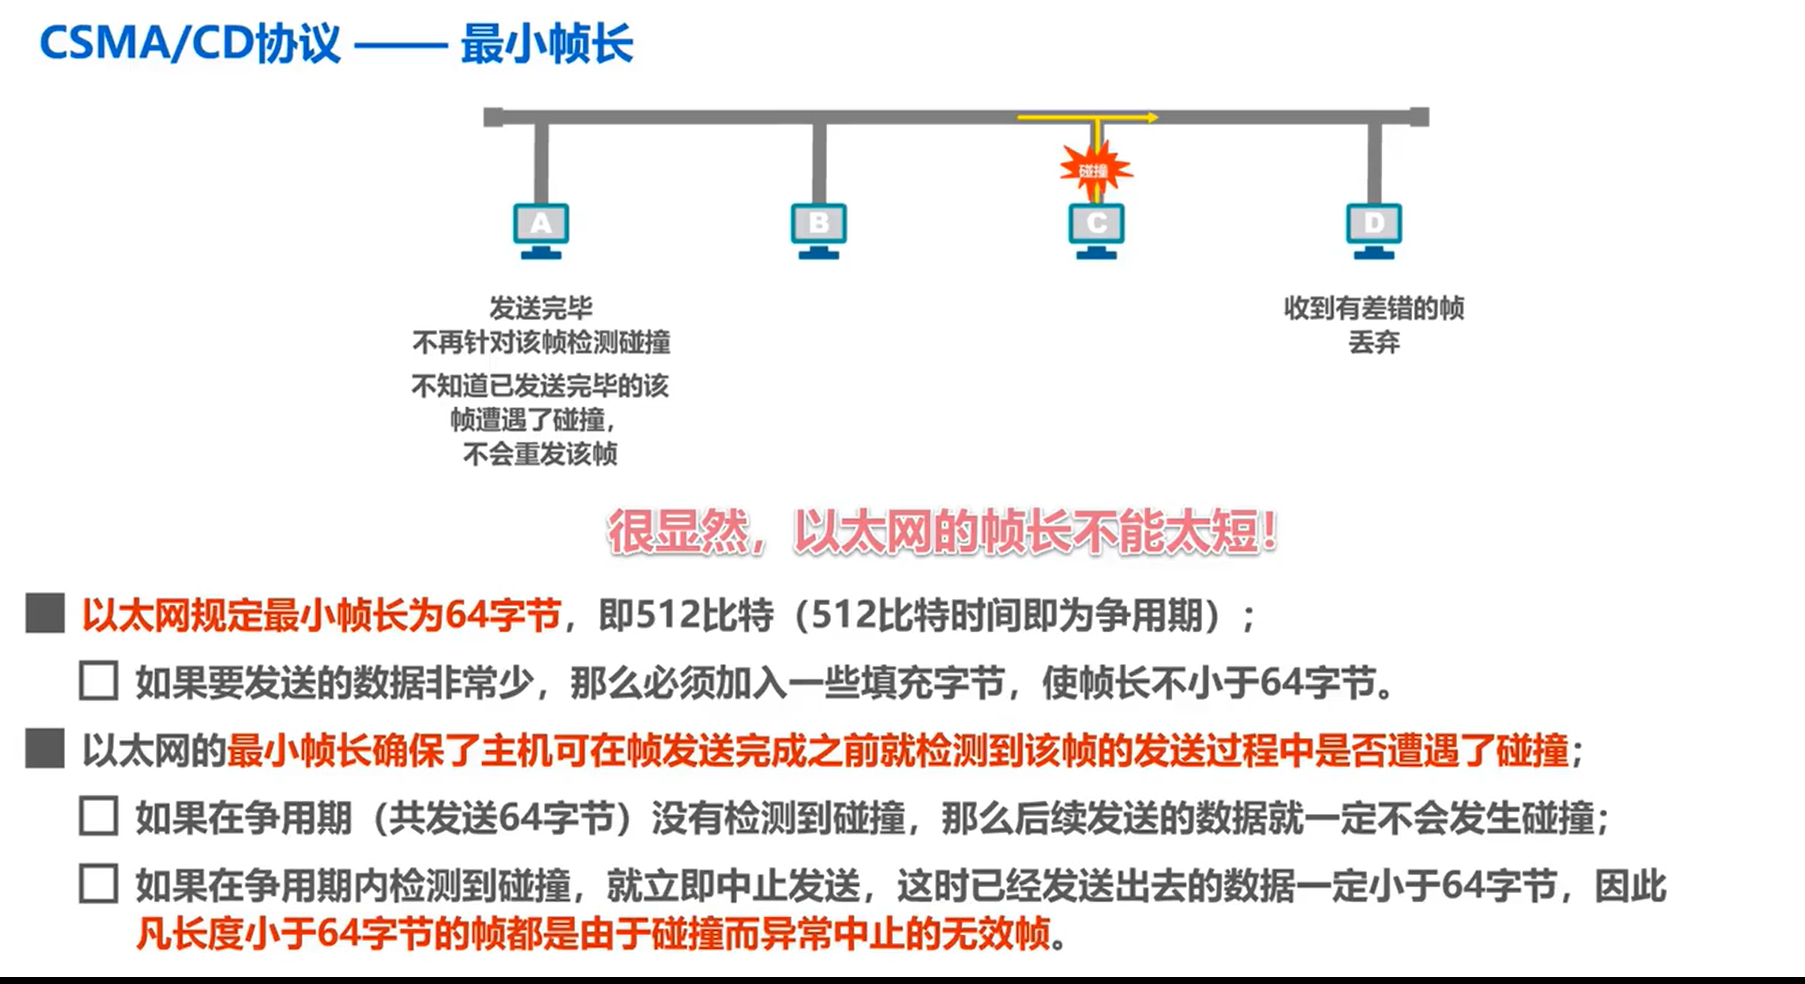 CSMA/CD协议 —— 最小帧长
碰撞
A
B
C
D
发送完毕
不再针对该帧检测碰撞
不知道已发送完毕的该
帧遭遇了碰撞，
不会重发该帧
收到有差错的帧
丢弃
很显然，以太网的帧长不能太短！
以太网规定最小帧长为64字节，即512比特（512比特时间即为争用期）；
如果要发送的数据非常少，那么必须加入一些填充字节，使帧长不小于64字节。
以太网的最小帧长确保了主机可在帧发送完成之前就检测到该帧的发送过程中是否遭遇了碰撞；
如果在争用期（共发送64字节）没有检测到碰撞，那么后续发送的数据就一定不会发生碰撞；
如果在争用期内检测到碰撞，就立即中止发送，这时已经发送出去的数据一定小于64字节，因此
凡长度小于64字节的帧都是由于碰撞而异常中止的无效帧。